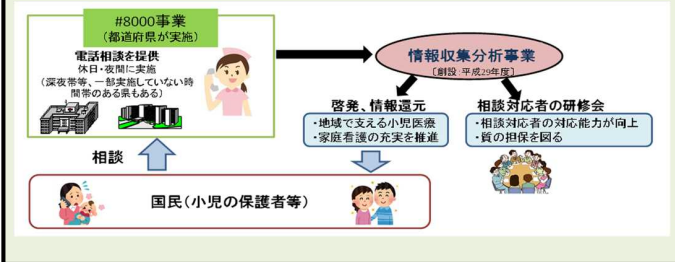 #8000事業
(都道府県が実施)
電話相談を提供
休日・夜間に実施
(深夜帯等、一部実施していない時
間帯のある県もある)
情報収集分析事業
〔創設:平成29年度〕
啓発、情報還元
・地域で支える小児医療
・家庭看護の充実を推進
相談対応者の研修会
・相談対応者の対応能力が向上
・質の担保を図る
相談
国民(小児の保護者等)